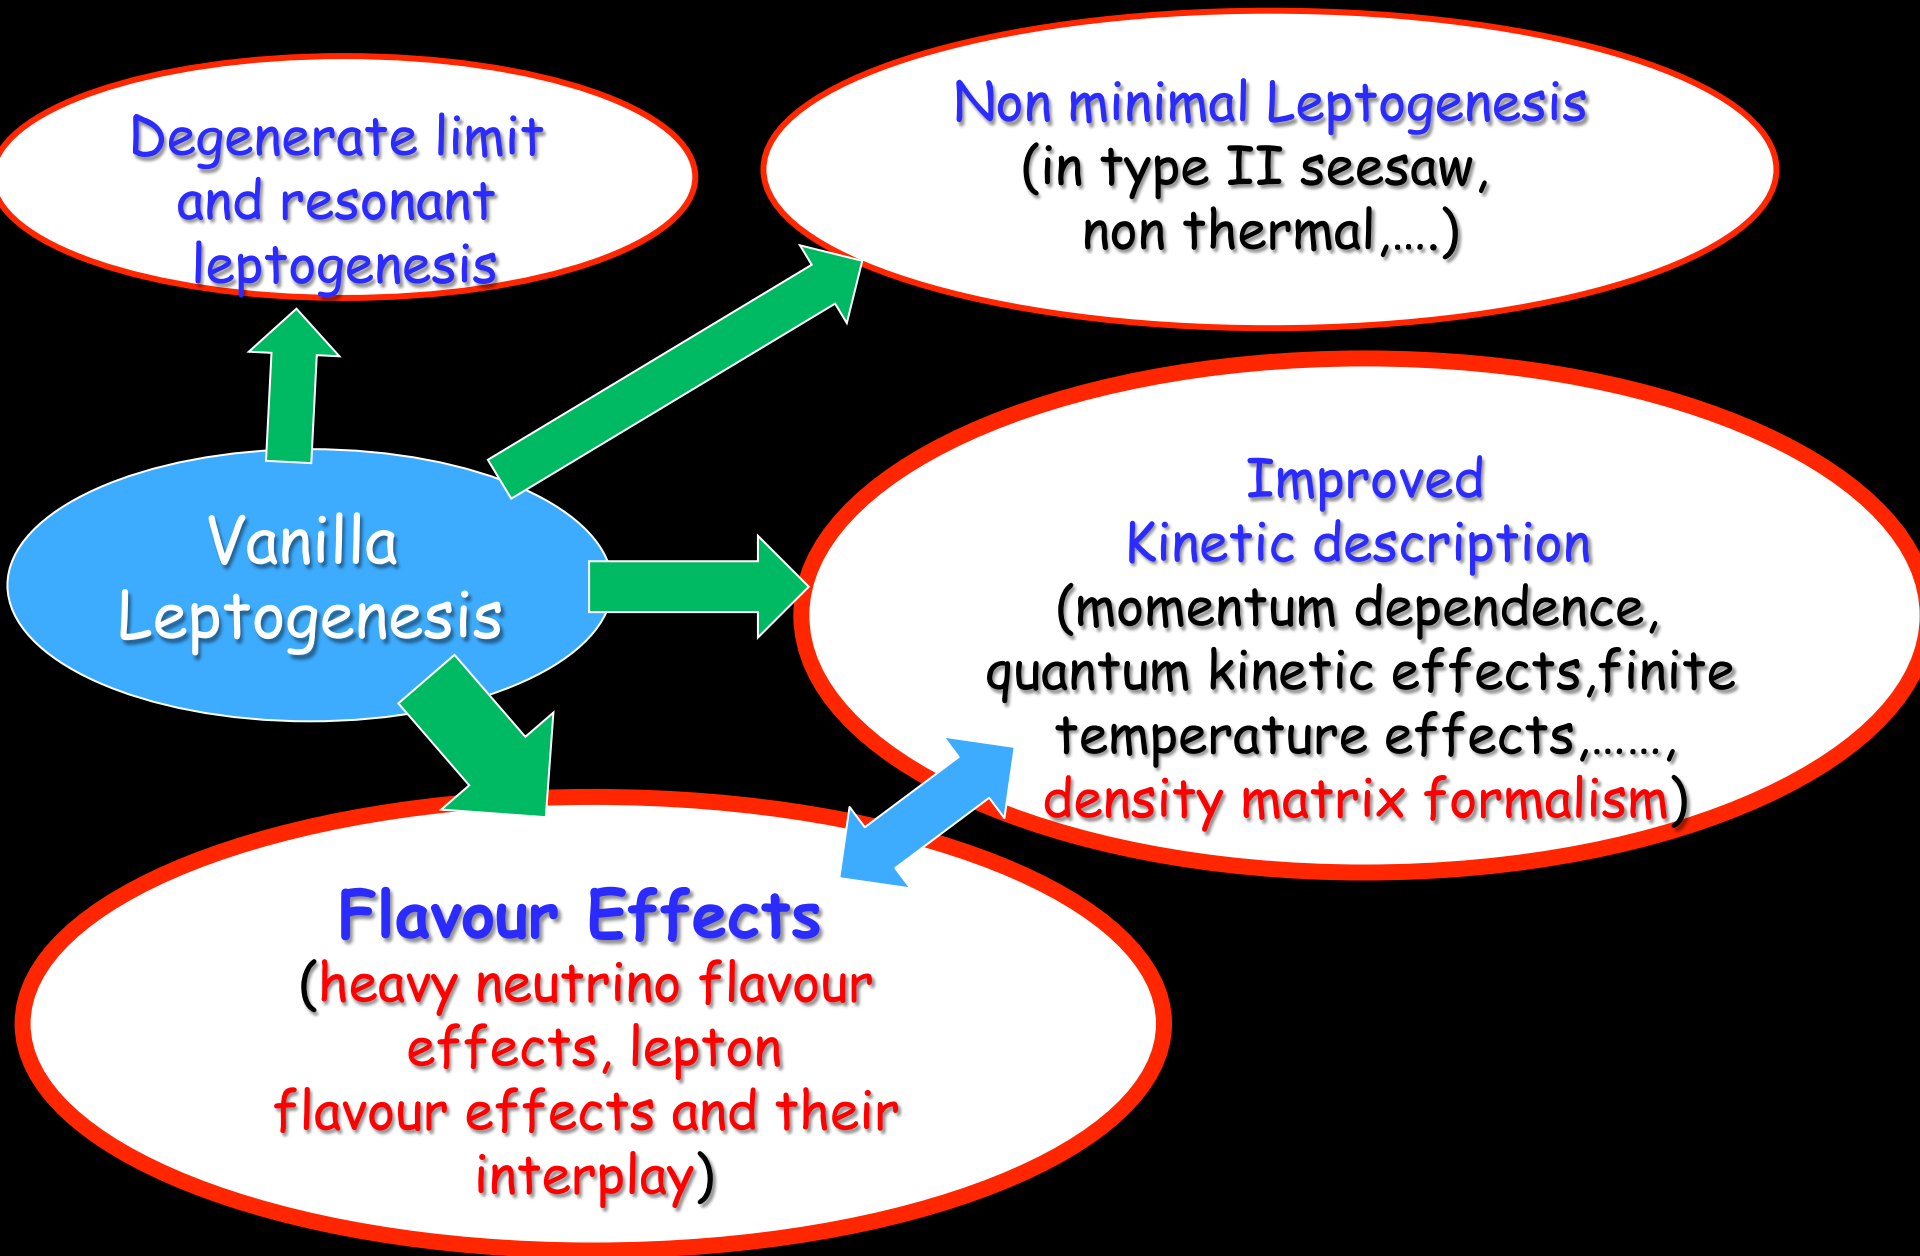 Degenerate limit
and resonant
leptogenesis
Non minimal Leptogenesis
(in type II seesaw,
non thermal,....)
Vanilla
Leptogenesis
Improved
Kinetic description
(momentum dependence,
quantum kinetic effects,finite
temperature effects,……,
density matrix formalism)
Flavour Effects
(heavy neutrino flavour
effects, lepton
flavour effects and their
interplay)